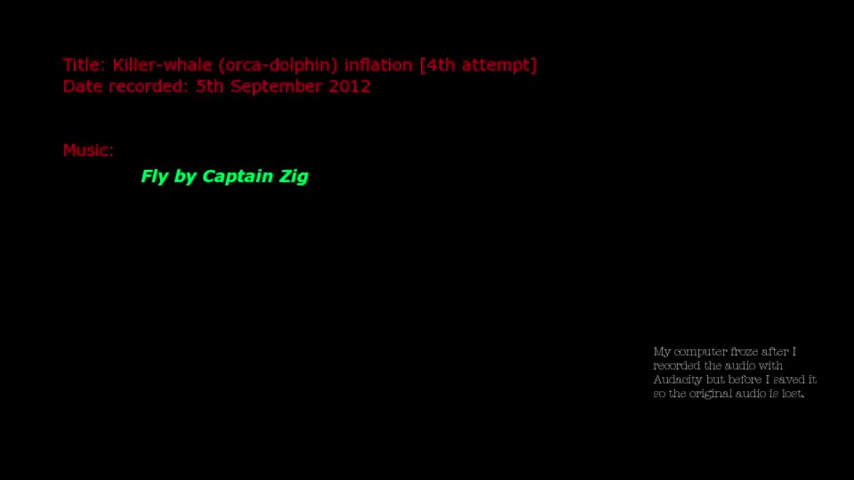 Title: Killer-whale (orca-dolphin) inflation [4th attempt]
Date recorded: 5th September 2012
Music:
Fly by Captain Zig
My computer froze after I
recorded the audio with
Audacity but before I saved it
so the original audio is lost.